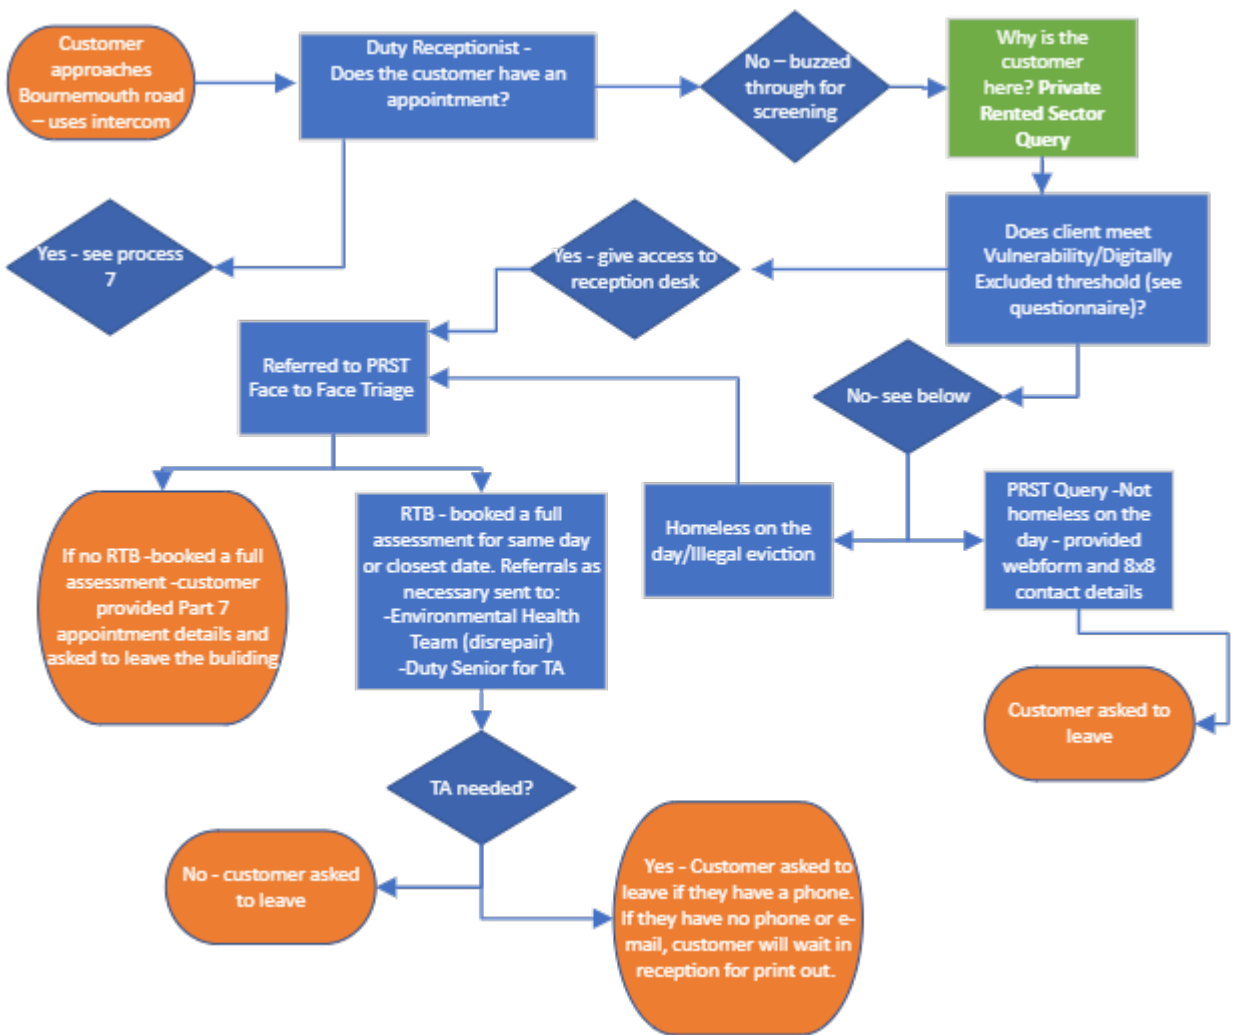 Customer
approaches
Bournemouth road
– uses intercom
Duty Receptionist -
Does the customer have an
appointment?
No – buzzed
through for
screening
Why is the
customer
here? Private
Rented Sector
Query
Yes - see process
7
Yes - give access to
reception desk
Does client meet
Vulnerability/Digitally
Excluded threshold (see
questionnaire)?
Referred to PRST
Face to Face Triage
No- see below
If no RTB -booked a full
assessment -customer
provided Part 7
appointment details and
asked to leave the buliding
RTB - booked a full
assessment for same day
or closest date. Referrals as
necessary sent to:
-Environmental Health
Team (disrepair)
-Duty Senior for TA
Homeless on the
day/Illegal eviction
PRST Query -Not
homeless on the
day - provided
webform and 8x8
contact details
Customer asked to
leave
TA needed?
No - customer asked
to leave
Yes - Customer asked to
leave if they have a phone.
If they have no phone or e-
mail, customer will wait in
reception for print out.